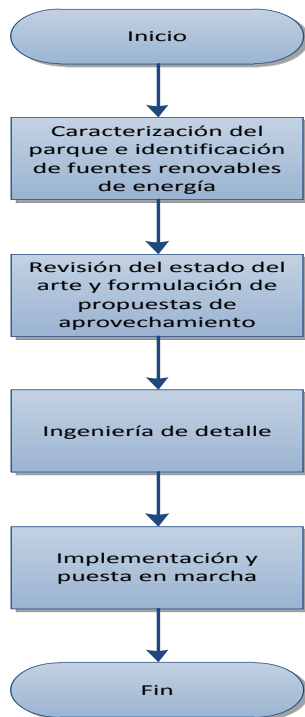 Inicio
Caracterización del
parque e identificación
de fuentes renovables
de energía
Revisión del estado del
arte y formulación de
propuestas de
aprovechamiento
Ingeniería de detalle
Implementación y
puesta en marcha
Fin